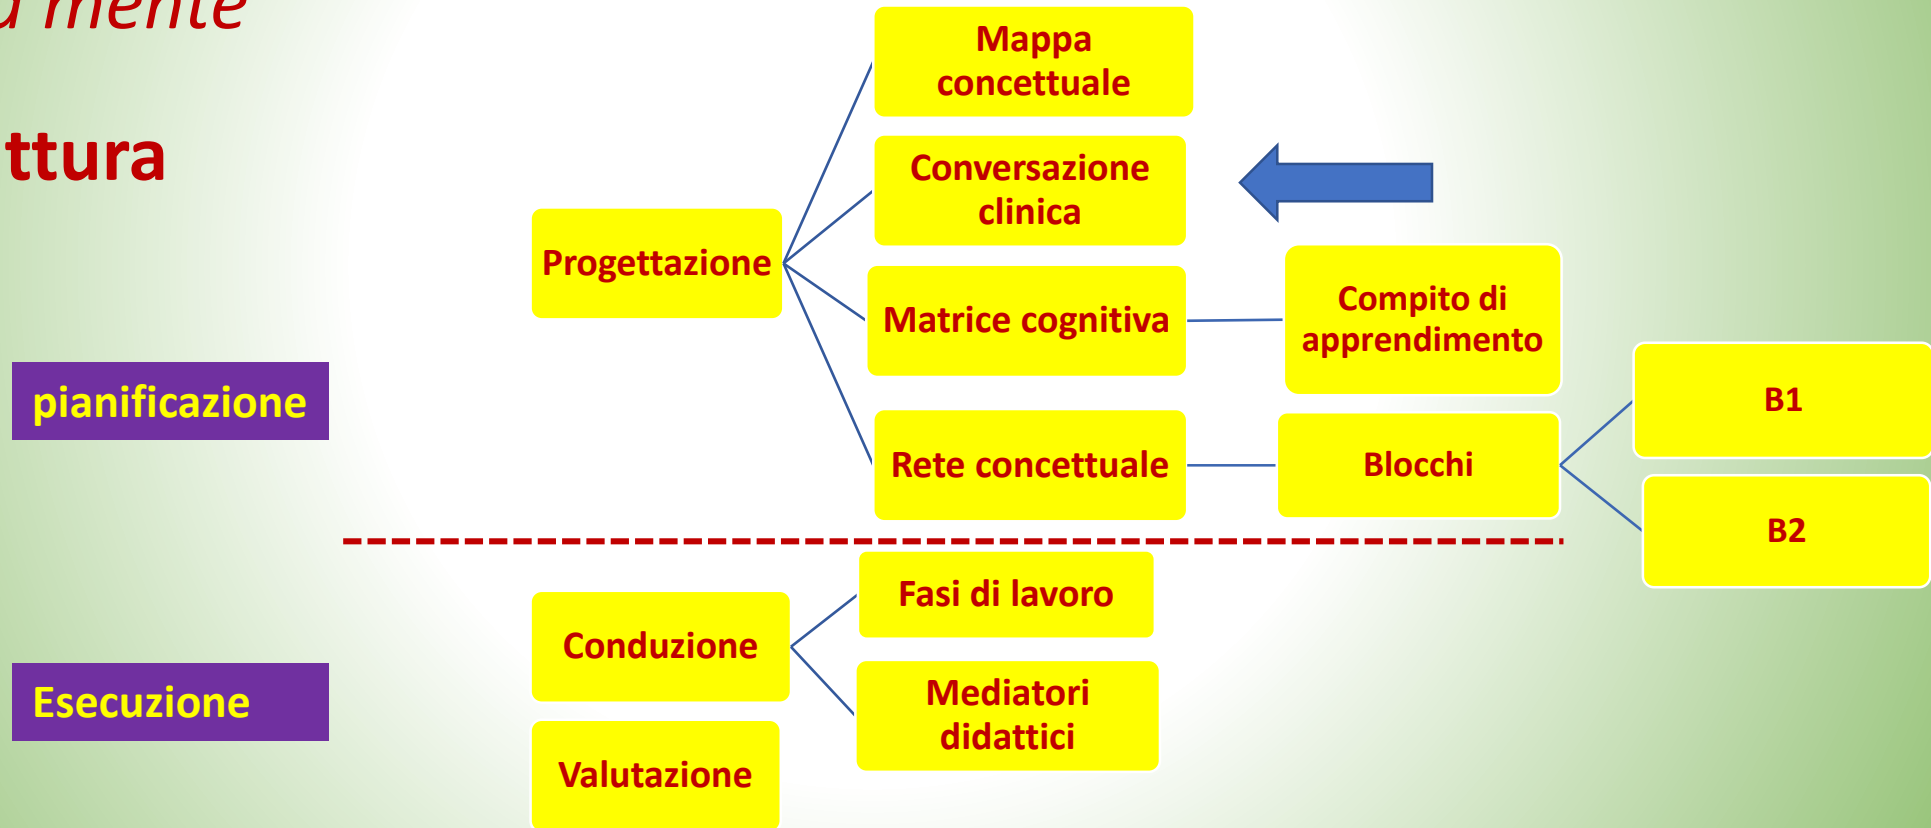 mente
Mappa
concettuale
ttura
Conversazione
clinica
Progettazione
Matrice cognitiva
Compito di
apprendimento
pianificazione
B1
Rete concettuale
Blocchi
B2
Fasi di lavoro
Conduzione
Esecuzione
Mediatori
didattici
Valutazione